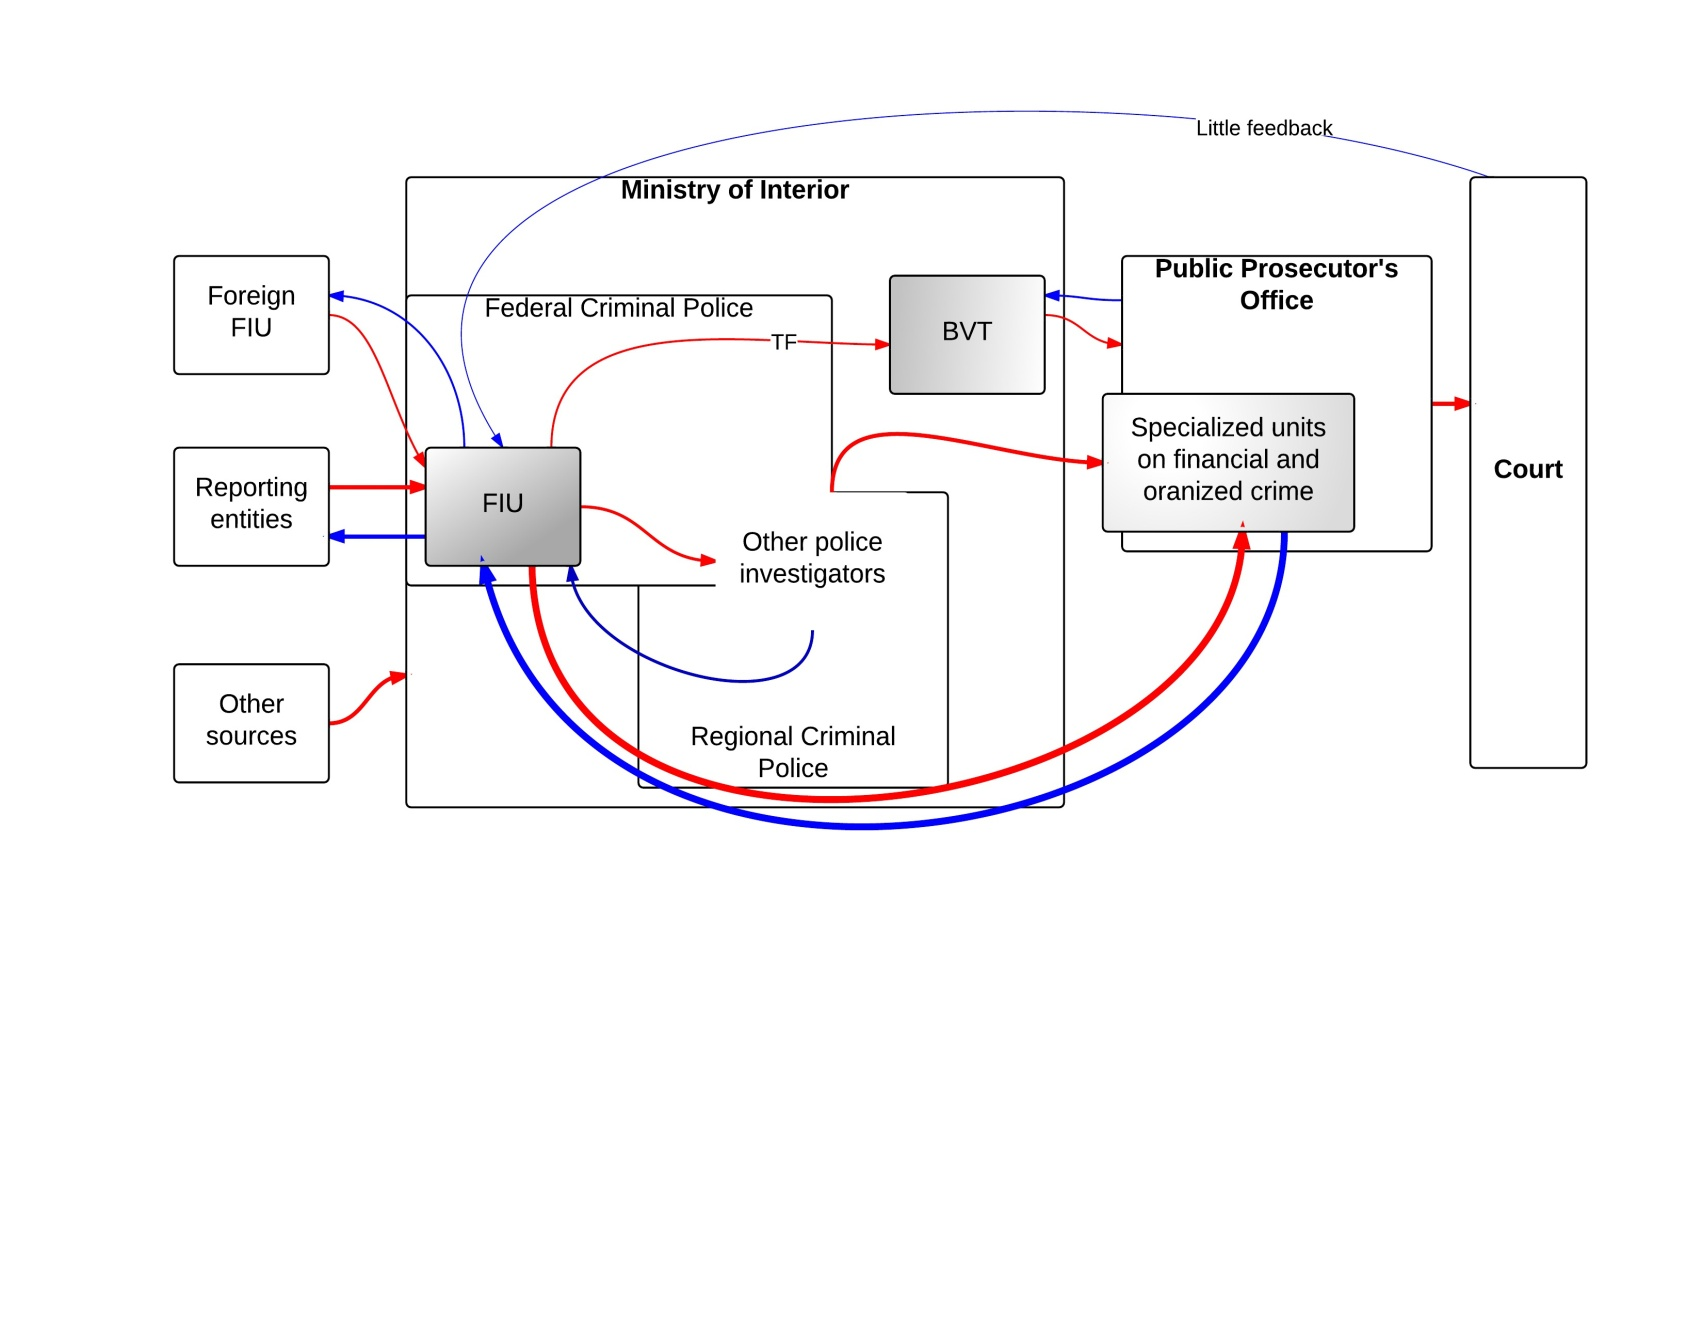 Little feedback
Ministry of Interior
Foreign
FIU
Federal Criminal Police
TF
BVT
Public Prosecutor's
Office
Reporting
entities
FIU
Specialized units
on financial and
oranized crime
Court
Other police
investigators
Other
sources
Regional Criminal
Police